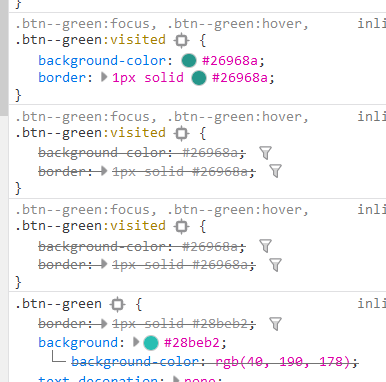 }
.btn--green:focus, .btn--green:hover, inli
.btn--green:visited {
background-color: #26968a;
border: 1px solid #26968a;
}
.btn--green:focus, .btn--green:hover, inli
.btn--green:visited {
background-color: #26968a;
border: 1px solid #26968a;
}
.btn--green:focus, .btn--green:hover, inli
.btn--green:visited {
background-color: #26968a;
border: 1px solid #26968a;
}
.btn--green { inli
border: 1px solid #28beb2;
background: #28beb2;
background-color: rgb(40, 190, 178);
text-decoration: none;